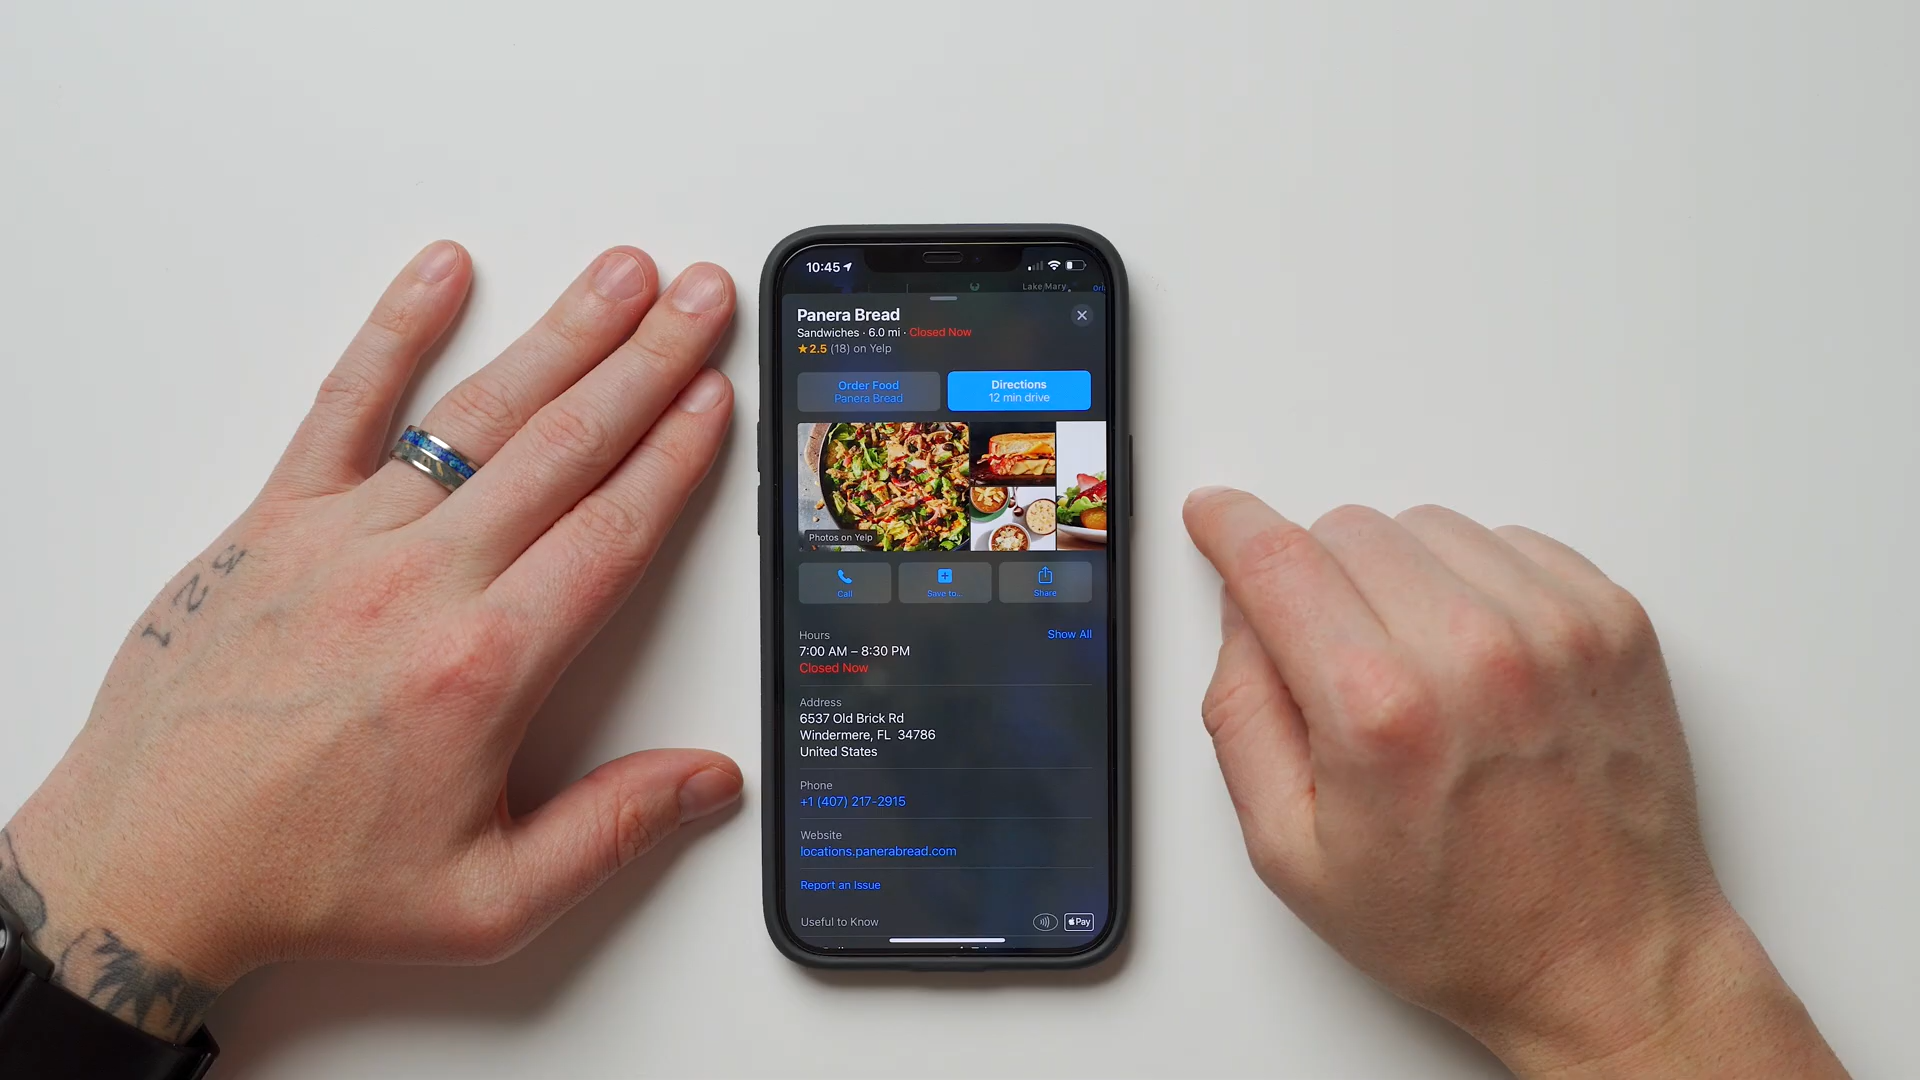 10:45
Lake Mary
Panera Bread
Sandwiches · 6.0 mi · Closed Now
★2.5 (18) on Yelp
Order Food
Panera Bread
Directions
12 min drive
Photos on Yelp
Call
Save to...
Share
Hours
Show All
7:00 AM – 8:30 PM
Closed Now
Address
6537 Old Brick Rd
Windermere, FL 34786
United States
Phone
+1 (407) 217-2915
Website
locations.panerabread.com
Report an Issue
Useful to Know
Pay
321